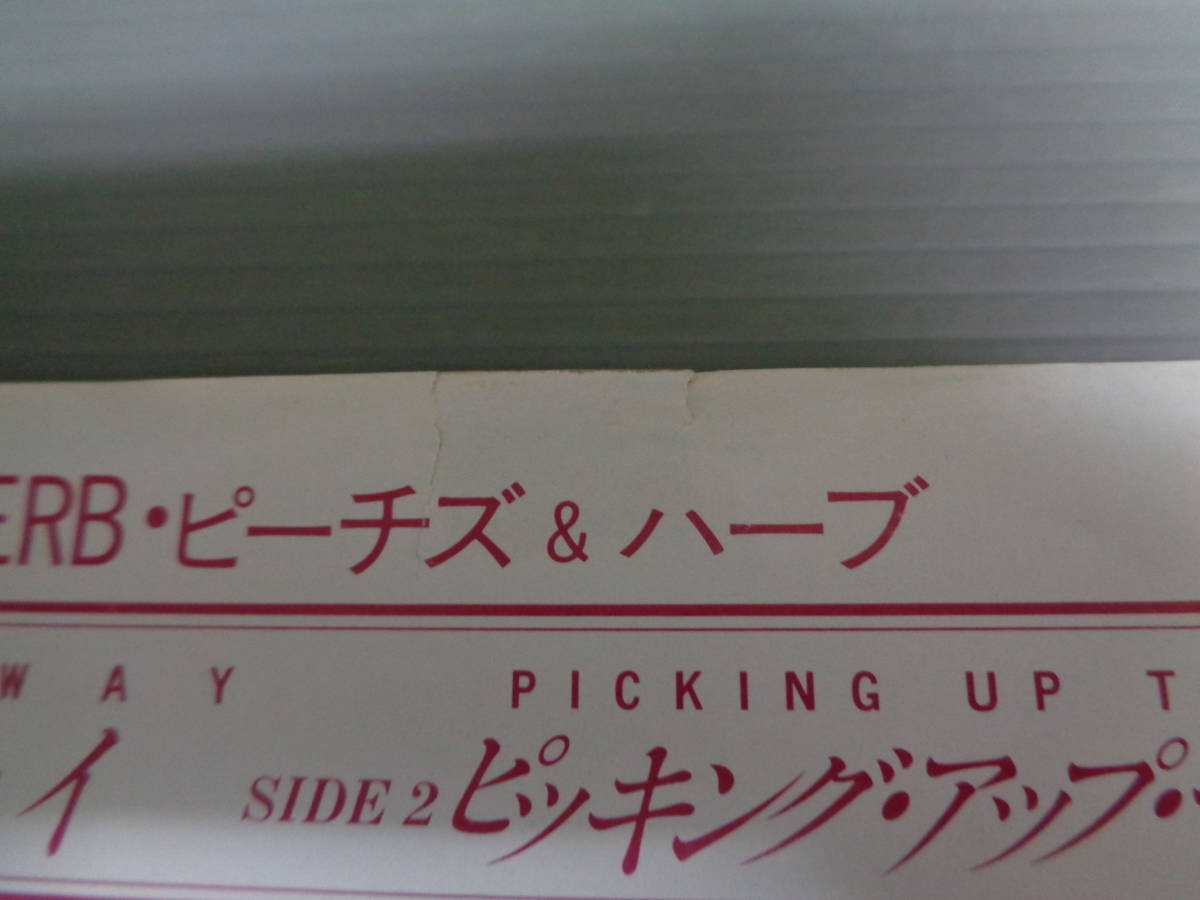 ERB・ピーチズ & ハーブ
WAY PICKING UP T
イ SIDE 2 ピッキング・アップ・